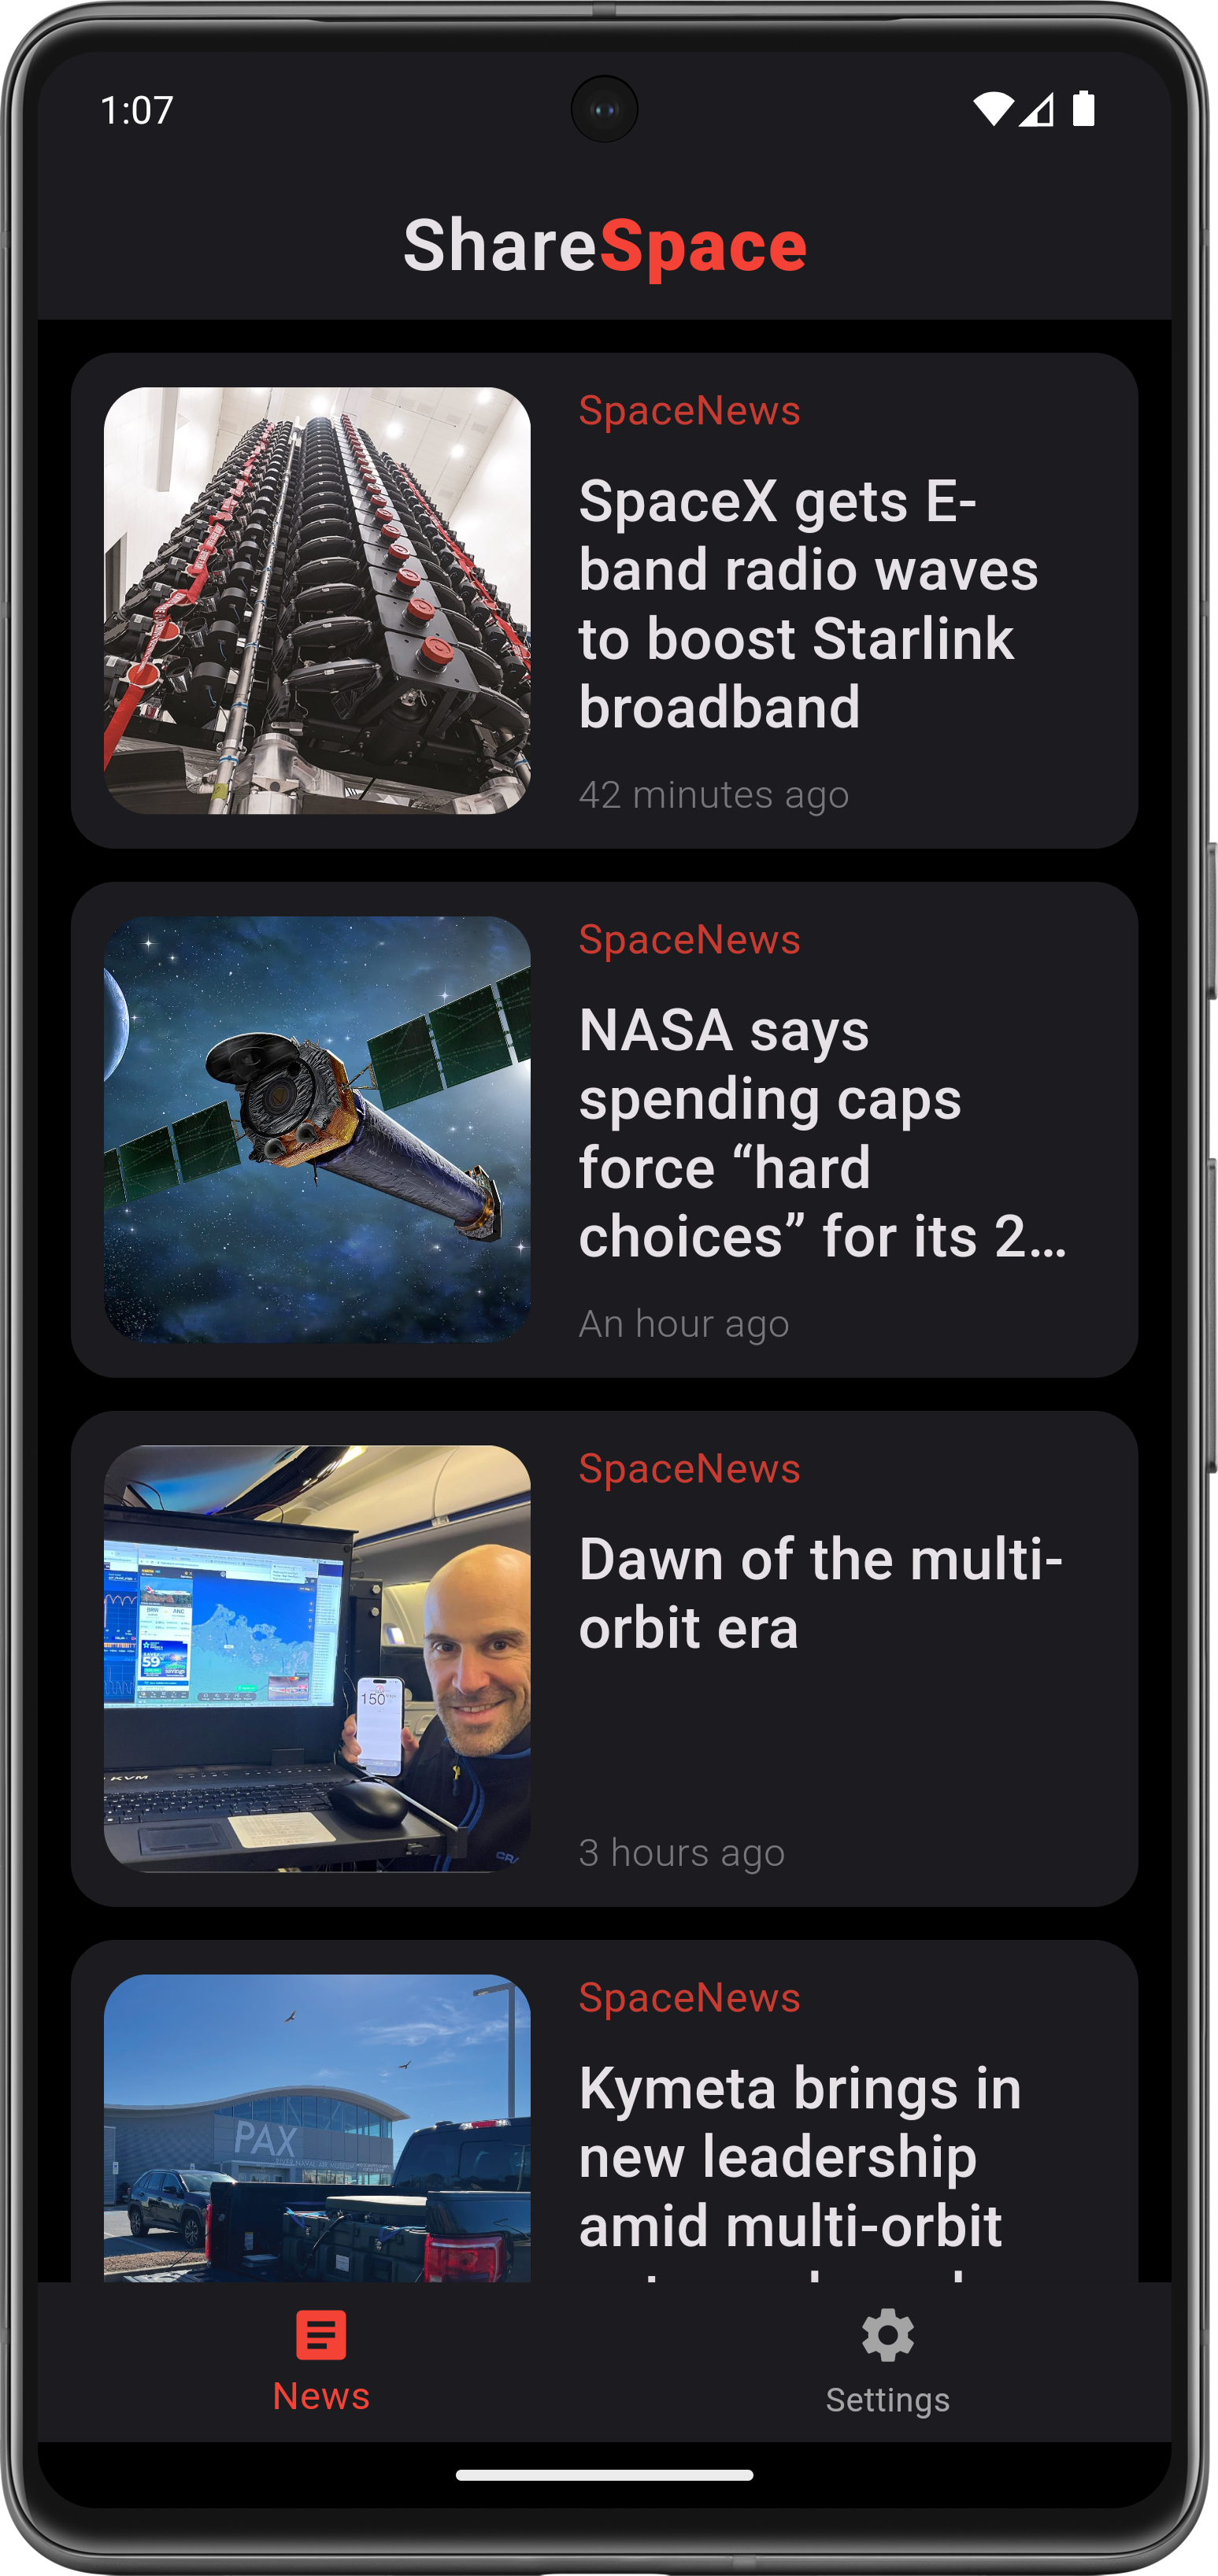 1:07
ShareSpace
SpaceNews
SpaceX gets E-
band radio waves
to boost Starlink
broadband
42 minutes ago
SpaceNews
NASA says
spending caps
force “hard
choices” for its 2…
An hour ago
150
59
KVM
SpaceNews
Dawn of the multi-
orbit era
3 hours ago
PAX
SpaceNews
Kymeta brings in
new leadership
amid multi-orbit
News
Settings